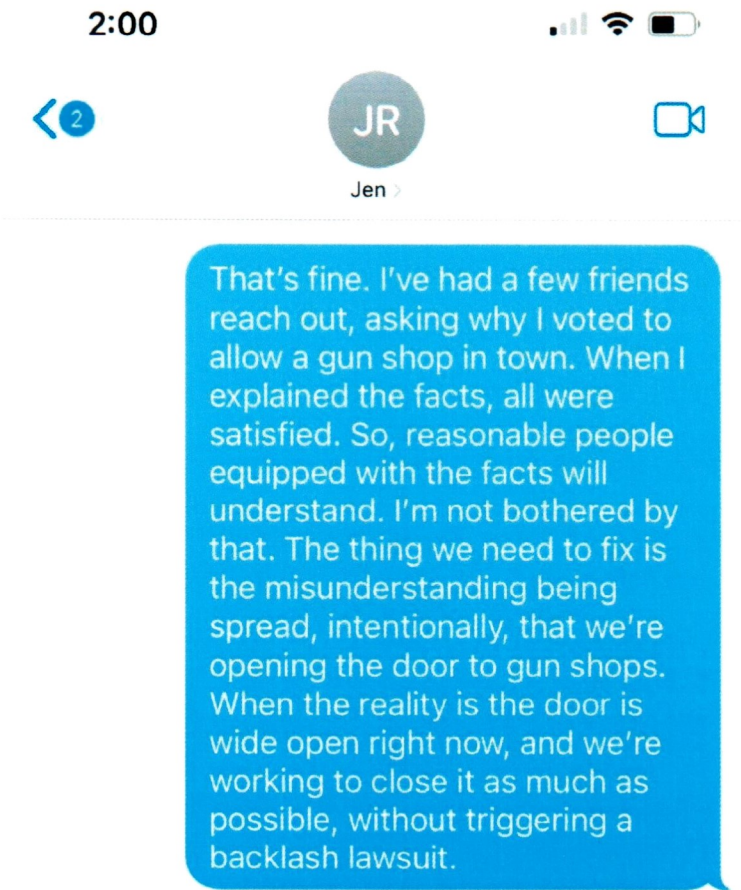 2:00
2
JR
Jen
That's fine. I've had a few friends
reach out, asking why I voted to
allow a gun shop in town. When I
explained the facts, all were
satisfied. So, reasonable people
equipped with the facts will
understand. I'm not bothered by
that. The thing we need to fix is
the misunderstanding being
spread, intentionally, that we're
opening the door to gun shops.
When the reality is the door is
wide open right now, and we're
working to close it as much as
possible, without triggering a
backlash lawsuit.